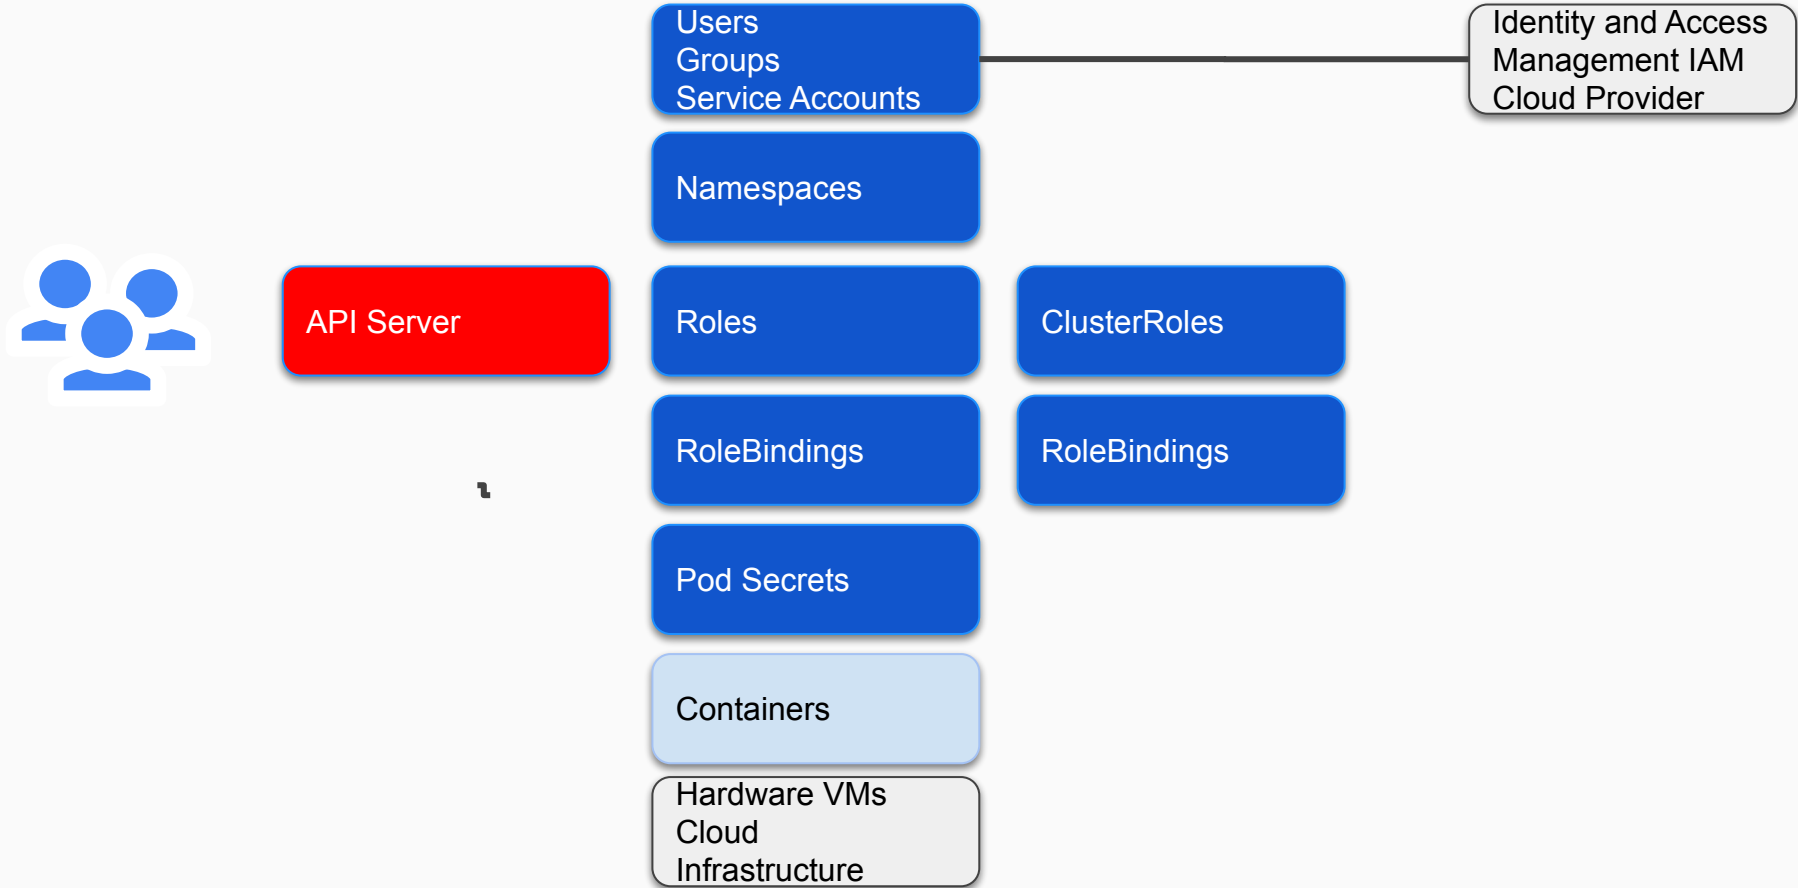 Users
Groups
Service Accounts
Identity and Access
Management IAM
Cloud Provider
Namespaces
API Server
Roles
ClusterRoles
RoleBindings
RoleBindings
Pod Secrets
Containers
Hardware VMs
Cloud
Infrastructure